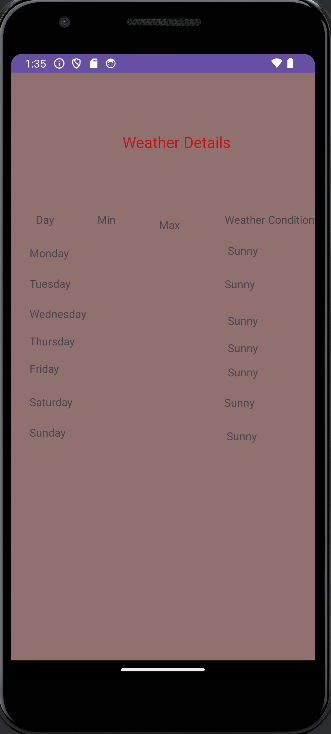 1:35
Weather Details
Day Min Max Weather Condition
Monday Sunny
Tuesday Sunny
Wednesday Sunny
Thursday Sunny
Friday Sunny
Saturday Sunny
Sunday Sunny